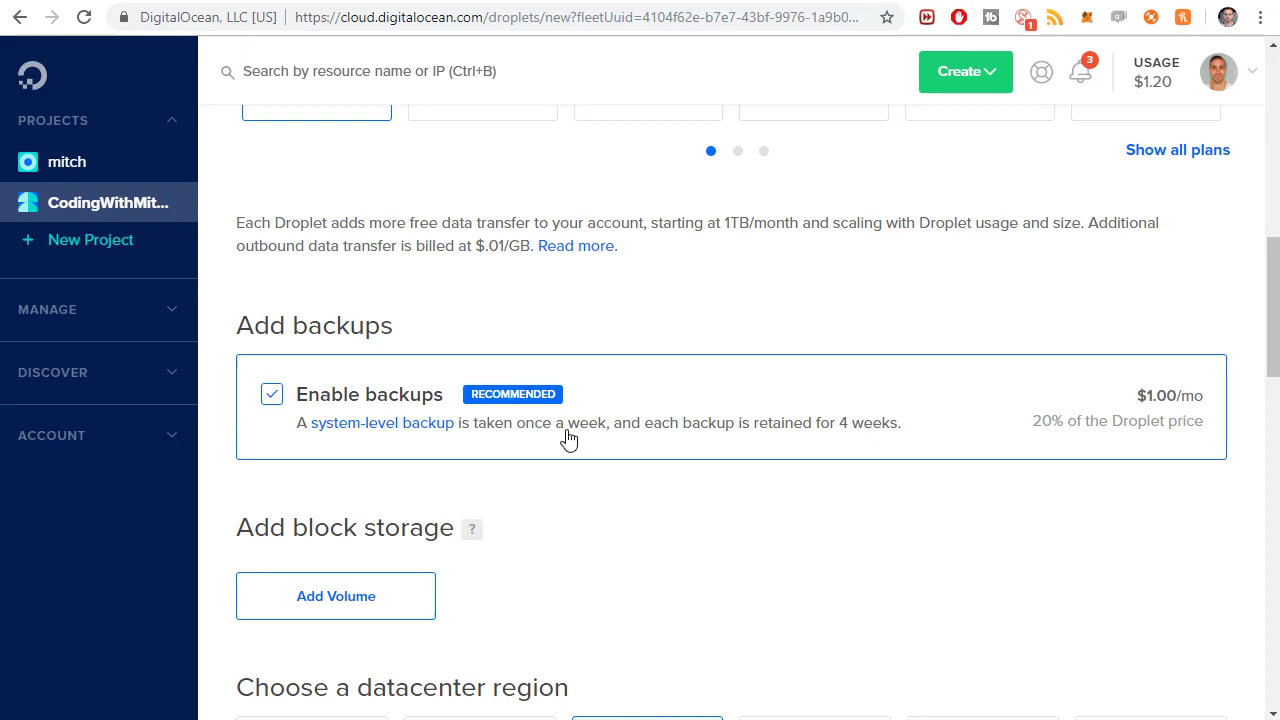 DigitalOcean, LLC [US]
https://cloud.digitalocean.com/droplets/new?fleetUuid=4104f62e-b7e7-43bf-9976-1a9b0...
1
PROJECTS
mitch
CodingWithMit...
+ New Project
MANAGE
DISCOVER
ACCOUNT
Search by resource name or IP (Ctrl+B)
Create
3
USAGE
$1.20
Show all plans
Each Droplet adds more free data transfer to your account, starting at 1TB/month and scaling with Droplet usage and size. Additional
outbound data transfer is billed at $.01/GB. Read more.
Add backups
Enable backups RECOMMENDED $1.00/mo
A system-level backup is taken once a week, and each backup is retained for 4 weeks. 20% of the Droplet price
Add block storage ?
Add Volume
Choose a datacenter region